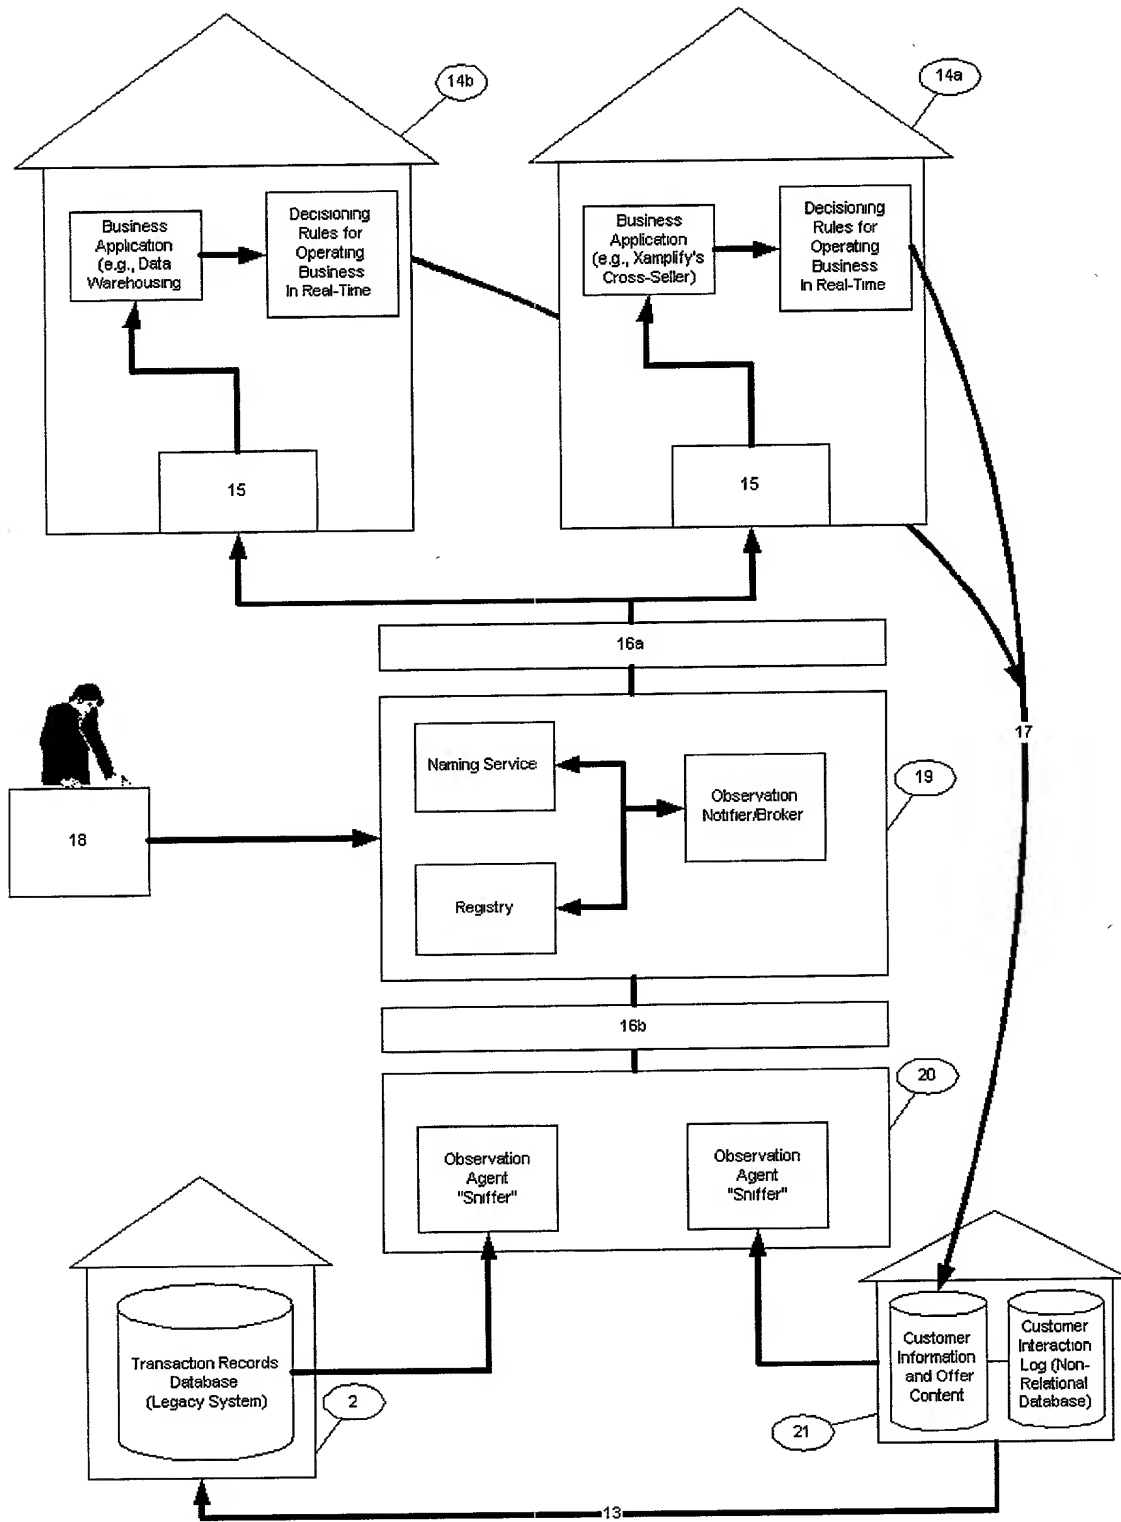 14b
14a
Business
Application
(e.g., Data
Warehousing
Decisioning
Rules for
Operating
Business
In Real-Time
Business
Application
(e.g., Xamplify's
Cross-Seller)
Decisioning
Rules for
Operating
Business
In Real-Time
15
15
16a
17
Naming Service
Observation
Notifier/Broker
19
18
Registry
16b
20
Observation
Agent
"Sniffer"
Observation
Agent
"Sniffer"
Transaction Records
Database
(Legacy System)
2
Customer
Information
and Offer
Content
Customer
Interaction
Log (Non-
Relational
Database)
21
13